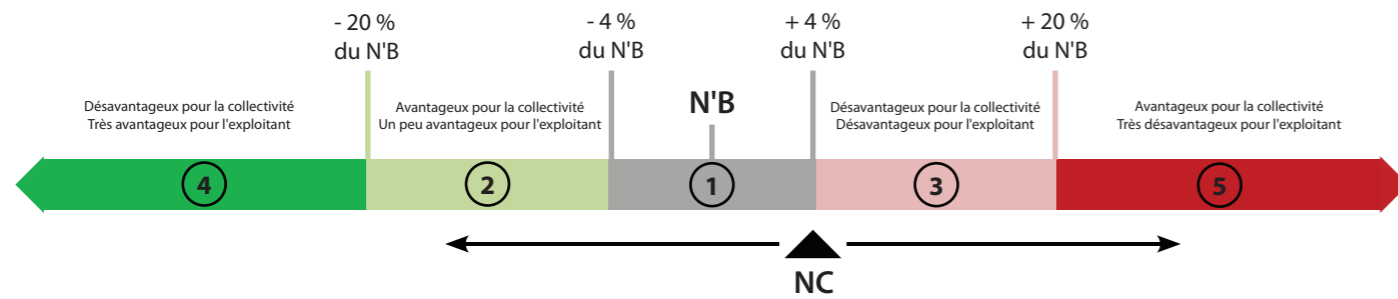 - 20 %
du N'B
- 4 %
du N'B
+ 4 %
du N'B
+ 20 %
du N'B
Désavantageux pour la collectivité
Très avantageux pour l'exploitant
Avantageux pour la collectivité
Un peu avantageux pour l'exploitant
N'B
Désavantageux pour la collectivité
Désavantageux pour l'exploitant
Avantageux pour la collectivité
Très désavantageux pour l'exploitant
4
2
1
3
5
NC